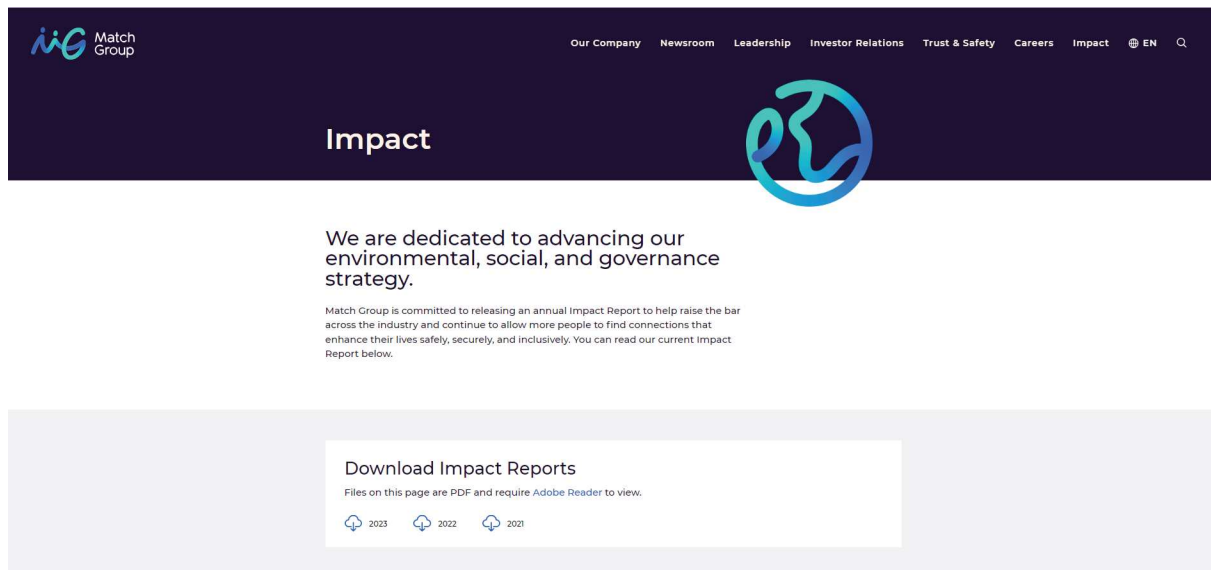 Match
Group
Our Company Newsroom Leadership Investor Relations Trust & Safety Careers Impact EN
Impact
We are dedicated to advancing our
environmental, social, and governance
strategy.
Match Group is committed to releasing an annual Impact Report to help raise the bar
across the industry and continue to allow more people to find connections that
enhance their lives safely, securely, and inclusively. You can read our current Impact
Report below.
Download Impact Reports
Files on this page are PDF and require Adobe Reader to view.
2023 2022 2021